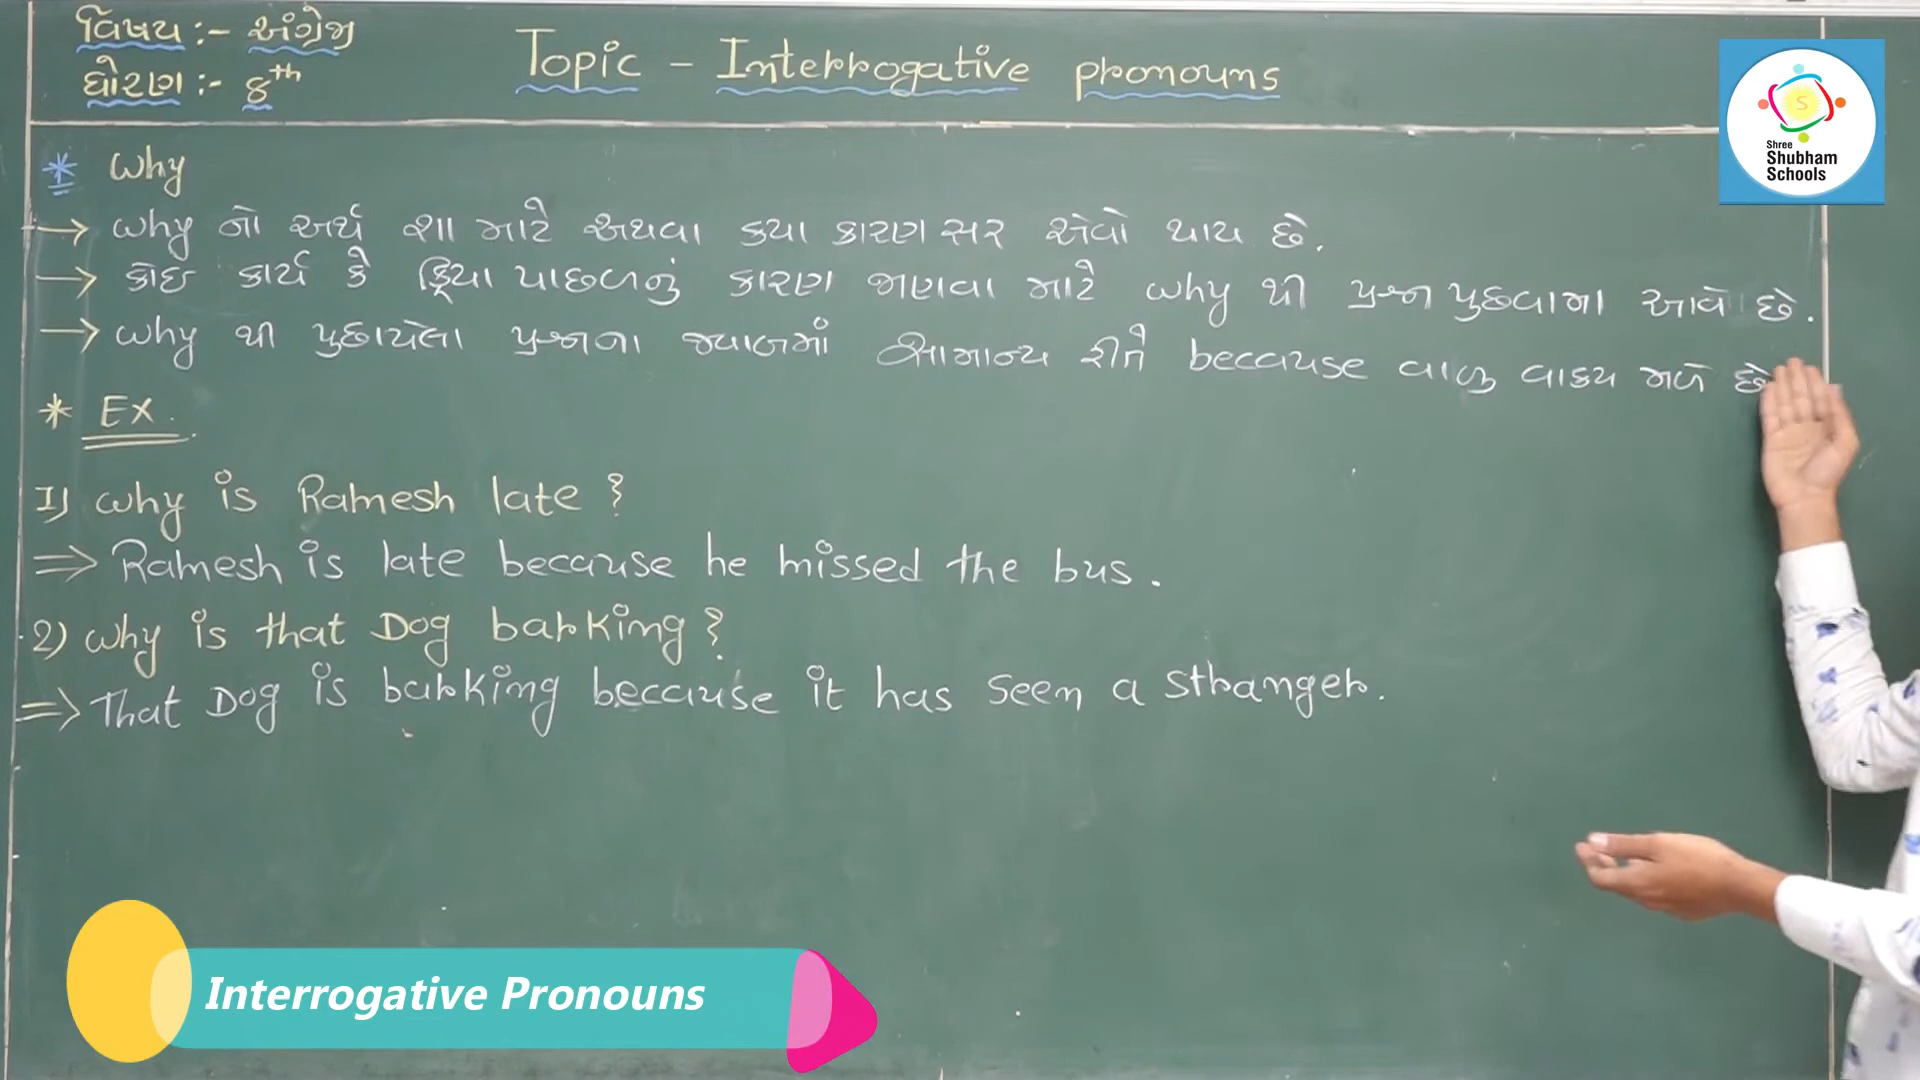 વિષય :- અંગ્રેજી
ધોરણ :- 8th
Topic - Interrogative pronouns
Shree
Shubham
Schools
* Why
→ why નો અર્થ શા માટે અથવા કયા કારણ સર એવો થાય છે.
→ કોઇ કાર્ય કે ક્રિયા પાછળનું કારણ જાણવા માટે why થી પ્રશ્ન પુછવામા આવે છે.
→ why થી પુછાયેલા પ્રશ્નના જવાબમાં સામાન્ય રીતે because વાળુ વાકય મળે છે
* Ex.
1) why is Ramesh late ?
⇒ Ramesh is late because he missed the bus.
2) why is that Dog barking ?
⇒ That Dog is barking because it has seen a stranger.
Interrogative Pronouns